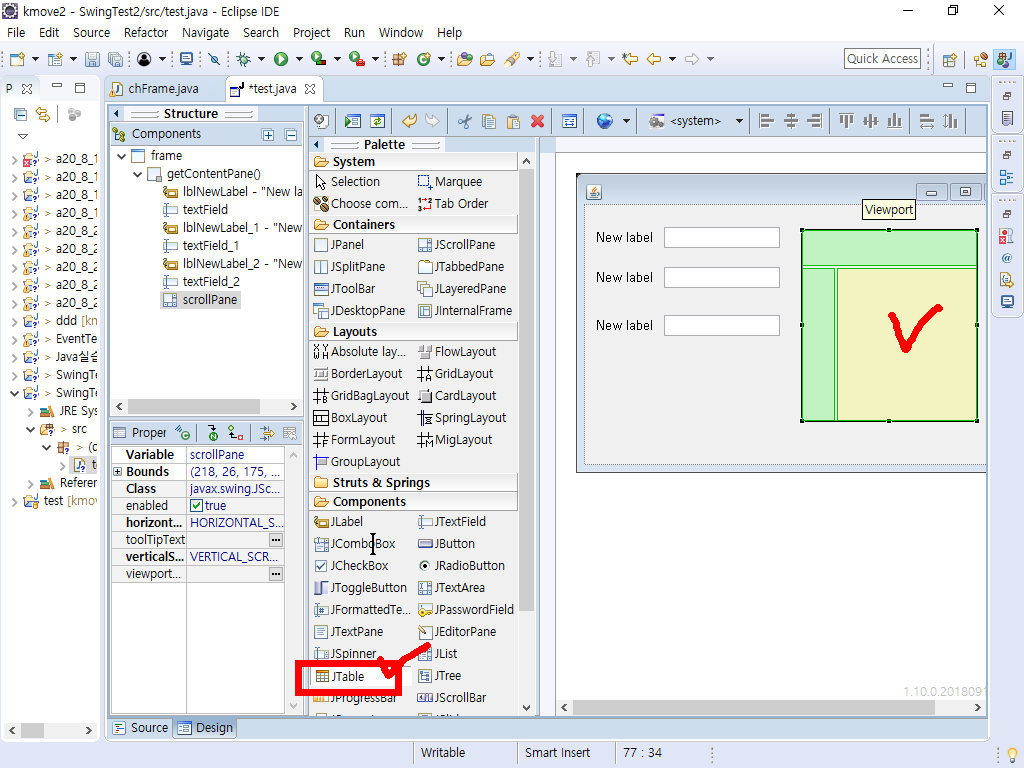 kmove2 - SwingTest2/src/test.java - Eclipse IDE
File Edit Source Refactor Navigate Search Project Run Window Help
Quick Access
P
chFrame.java
*test.java
> a20_8_1
> a20_8_1
> a20_8_1
> a20_8_2
> a20_8_2
> a20_8_2
> a20_8_2
> a20_8_2
> a20_8_2
> ddd [kn
> EventTe
> Java실습
> SwingTe
> SwingTe
JRE Sys
> src
> (c
te
Referen
test [kmov
Structure
Components
frame
getContentPane()
lblNewLabel - "New la
textField
lblNewLabel_1 - "New
textField_1
lblNewLabel_2 - "New
textField_2
scrollPane
Proper
Variable scrollPane
Bounds (218, 26, 175, ...
Class javax.swing.JSc...
enabled true
horizont... HORIZONTAL_S...
toolTipText
verticalS... VERTICAL_SCR...
viewport...
<system>
Palette
System
Selection Marquee
Choose com... Tab Order
Containers
JPanel JScrollPane
JSplitPane JTabbedPane
JToolBar JLayeredPane
JDesktopPane JInternalFrame
Layouts
Absolute lay... FlowLayout
BorderLayout GridLayout
GridBagLayout CardLayout
BoxLayout SpringLayout
FormLayout MigLayout
GroupLayout
Struts & Springs
Components
JLabel JTextField
JComboBox JButton
JCheckBox JRadioButton
JToggleButton JTextArea
JFormattedTe... JPasswordField
JTextPane JEditorPane
JSpinner JList
JTable JTree
JProgressBar JScrollBar
Viewport
New label
New label
New label
1.10.0.2018091
Source Design
Writable Smart Insert 77 : 34